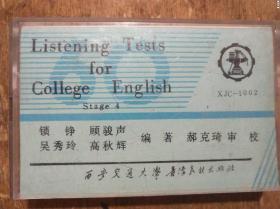 Listening Tests
for
College English
Stage 4
XJC-1002
锁铮 顾骏声
吴秀玲 高秋辉 编著 郝克琦审校
西安交通大学音像教材出版社